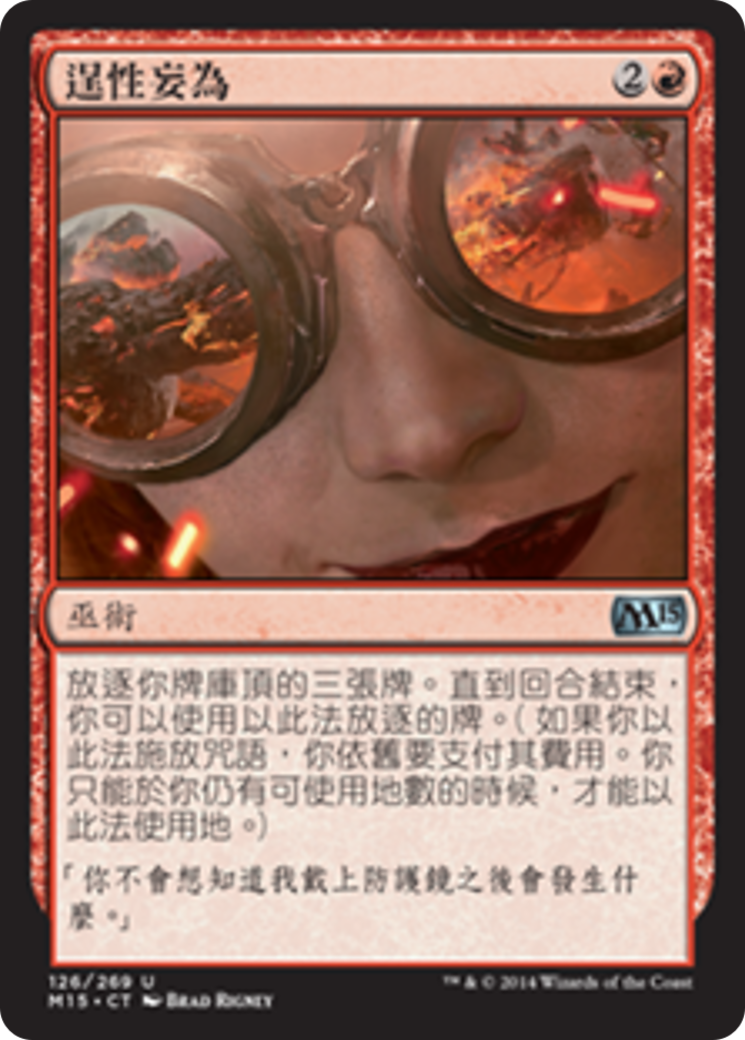 逞性妄為 2
巫術 M15
放逐你牌庫頂的三張牌。直到回合結束，
你可以使用以此法放逐的牌。（如果你以
此法施放咒語，你依舊要支付其費用。你
只能於你仍有可使用地數的時候，才能以
此法使用地。）
「你不會想知道我戴上防護鏡之後會發生什
麼。」
126/269 U
M15 • CT BRAD RIGNEY
™ & © 2014 Wizards of the Coast